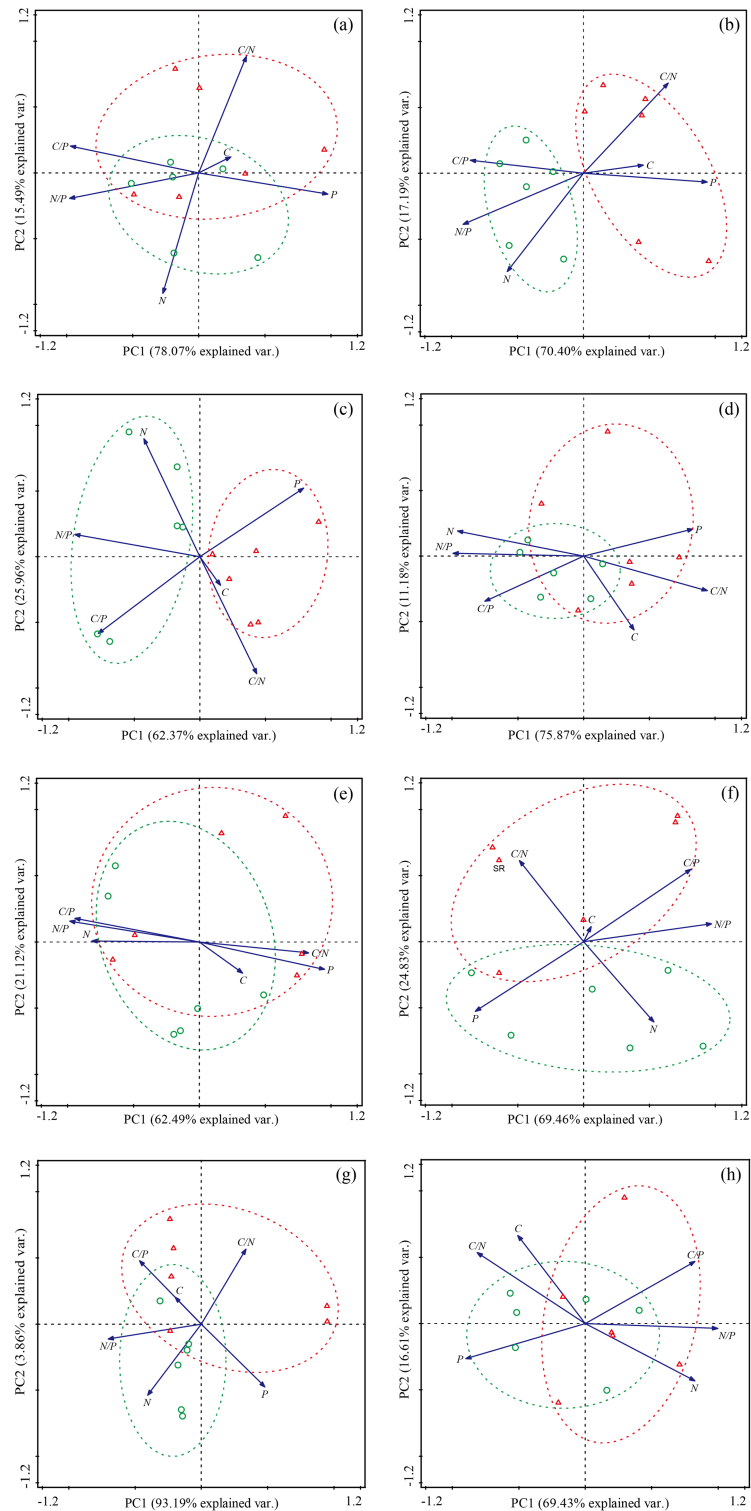 (a)
1.2
C/N
C/P
C
N/P
P
N
PC2 (15.49% explained var.)
-1.2
-1.2
PC1 (78.07% explained var.)
1.2
(b)
1.2
C/N
C/P
C
P
N/P
N
PC2 (17.19% explained var.)
-1.2
-1.2
PC1 (70.40% explained var.)
1.2
(c)
1.2
N
P
N/P
C
C/P
C/N
PC2 (25.96% explained var.)
-1.2
-1.2
PC1 (62.37% explained var.)
1.2
(d)
1.2
N
P
N/P
C/N
C/P
C
PC2 (11.18% explained var.)
-1.2
-1.2
PC1 (75.87% explained var.)
1.2
(e)
1.2
C/P
N/P
N
C/N
P
C
PC2 (21.12% explained var.)
-1.2
-1.2
PC1 (62.49% explained var.)
1.2
(f)
1.2
C/N
SR
C/P
C
N/P
P
N
PC2 (24.83% explained var.)
-1.2
-1.2
PC1 (69.46% explained var.)
1.2
(g)
1.2
C/N
C/P
C
N/P
P
N
PC2 (3.86% explained var.)
-1.2
-1.2
PC1 (93.19% explained var.)
1.2
(h)
1.2
C
C/N
C/P
N/P
P
N
PC2 (16.61% explained var.)
-1.2
-1.2
PC1 (69.43% explained var.)
1.2